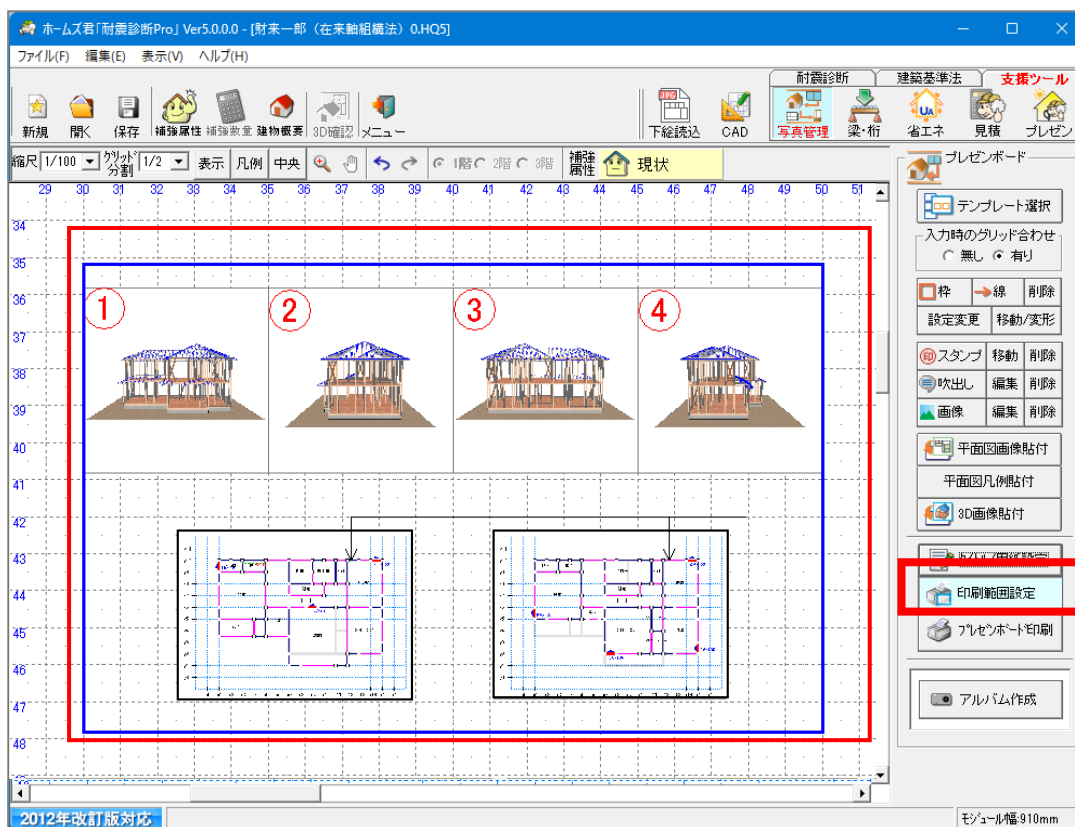 ホームズ君「耐震診断Pro」Ver5.0.0.0 - [財来一郎（在来軸組構法）0.HQ5]
ファイル(F) 編集(E) 表示(V) ヘルプ(H)
耐震診断 建築基準法 支援ツール
新規 開く 保存 補強属性 補強数量 建物概要 3D確認 メニュー 下絵読込 CAD 写真管理 梁・桁 省エネ 見積 プレゼン
縮尺 1/100 グリッド分割 1/2 表示 凡例 中央 1階 2階 3階 補強属性 現状
プレゼンボード
29 30 31 32 33 34 35 36 37 38 39 40 41 42 43 44 45 46 47 48 49 50 51
テンプレート選択
34
入力時のグリッド合わせ
35
無し 有り
36
1 2 3 4
枠 線 削除
設定変更 移動/変形
37
スタンプ 移動 削除
38
吹出し 編集 削除
39
画像 編集 削除
40
平面図画像貼付
41
平面図凡例貼付
3D画像貼付
42
43
44
印刷範囲設定
45
プレゼンボード印刷
46
47
アルバム作成
48
2012年改訂版対応
モジュール幅:910mm